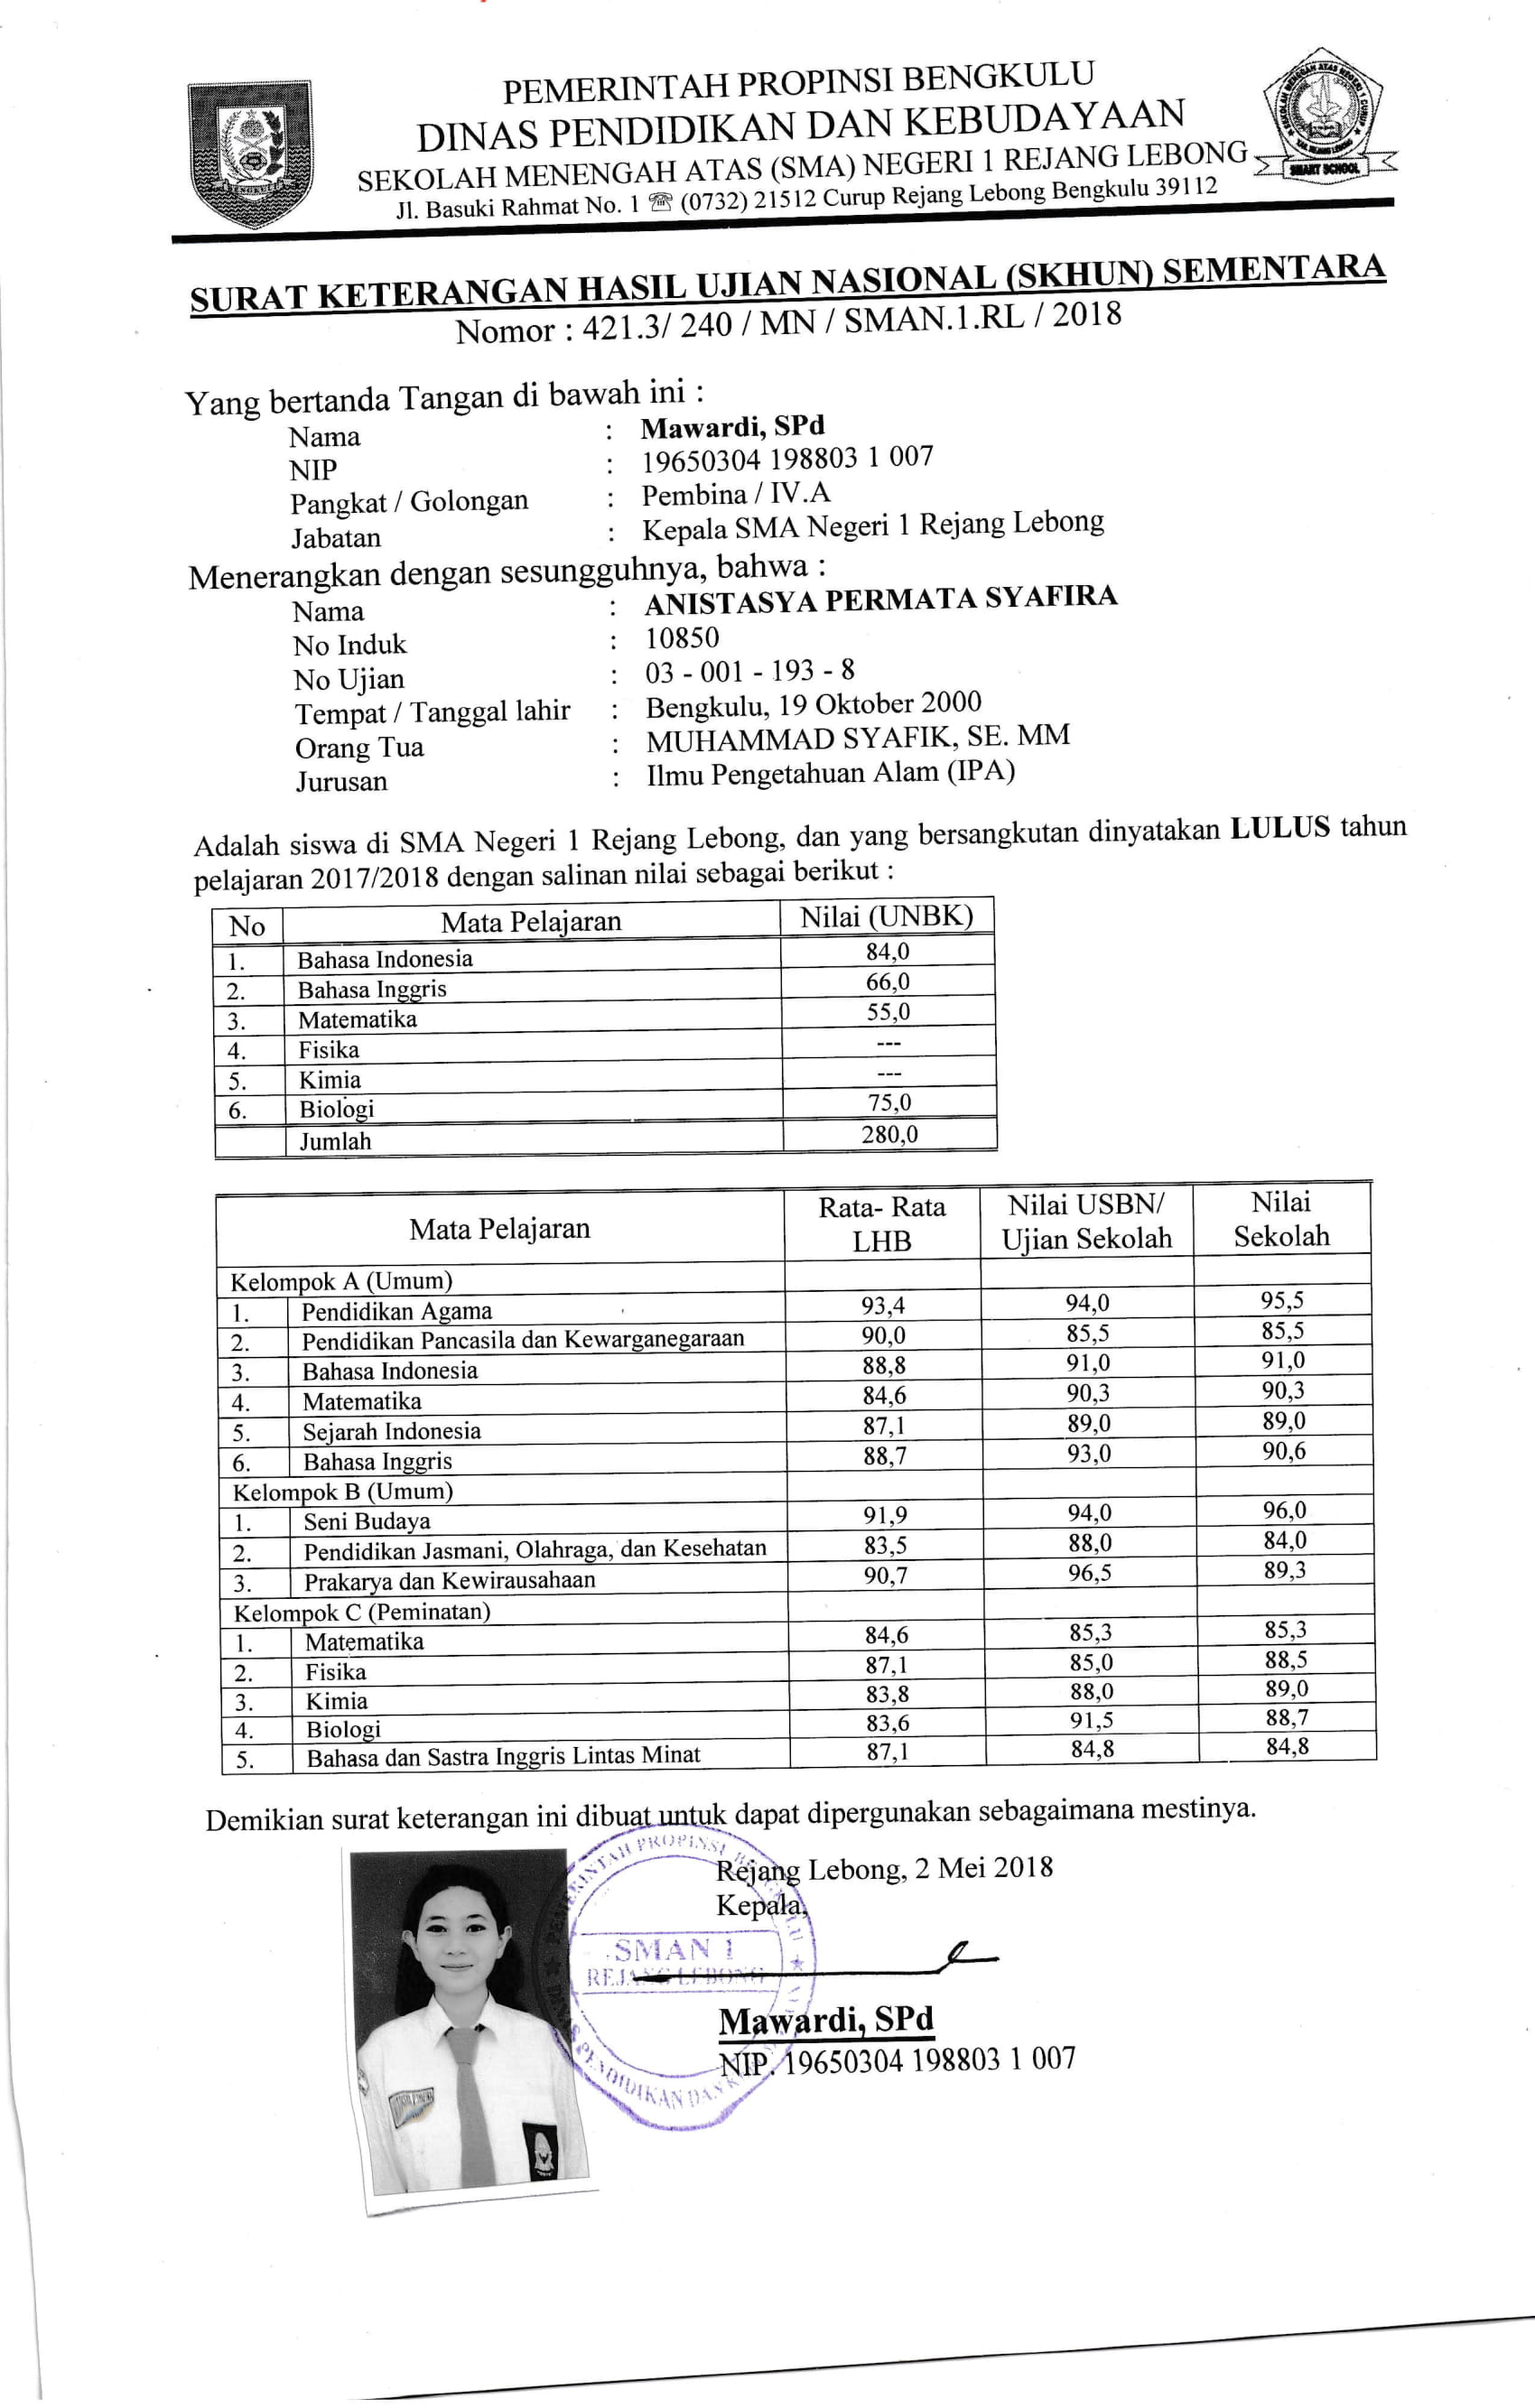 PEMERINTAH PROPINSI BENGKULU
DINAS PENDIDIKAN DAN KEBUDAYAAN
SEKOLAH MENENGAH ATAS (SMA) NEGERI 1 REJANG LEBONG
Jl. Basuki Rahmat No. 1 ☏ (0732) 21512 Curup Rejang Lebong Bengkulu 39112
BENGKULU
SEKOLAH MENENGAH ATAS NEGERI 1 CURUP
KAB. REJANG LEBONG
SMART SCHOOL
SURAT KETERANGAN HASIL UJIAN NASIONAL (SKHUN) SEMENTARA
Nomor : 421.3/ 240 / MN / SMAN.1.RL / 2018
Yang bertanda Tangan di bawah ini :
Nama : Mawardi, SPd
NIP : 19650304 198803 1 007
Pangkat / Golongan : Pembina / IV.A
Jabatan : Kepala SMA Negeri 1 Rejang Lebong
Menerangkan dengan sesungguhnya, bahwa :
Nama : ANISTASYA PERMATA SYAFIRA
No Induk : 10850
No Ujian : 03 - 001 - 193 - 8
Tempat / Tanggal lahir : Bengkulu, 19 Oktober 2000
Orang Tua : MUHAMMAD SYAFIK, SE. MM
Jurusan : Ilmu Pengetahuan Alam (IPA)
Adalah siswa di SMA Negeri 1 Rejang Lebong, dan yang bersangkutan dinyatakan LULUS tahun
pelajaran 2017/2018 dengan salinan nilai sebagai berikut :
No Mata Pelajaran Nilai (UNBK)
1. Bahasa Indonesia 84,0
2. Bahasa Inggris 66,0
3. Matematika 55,0
4. Fisika ---
5. Kimia ---
6. Biologi 75,0
Jumlah 280,0
Mata Pelajaran Rata- Rata LHB Nilai USBN/ Ujian Sekolah Nilai Sekolah
Kelompok A (Umum)
1. Pendidikan Agama 93,4 94,0 95,5
2. Pendidikan Pancasila dan Kewarganegaraan 90,0 85,5 85,5
3. Bahasa Indonesia 88,8 91,0 91,0
4. Matematika 84,6 90,3 90,3
5. Sejarah Indonesia 87,1 89,0 89,0
6. Bahasa Inggris 88,7 93,0 90,6
Kelompok B (Umum)
1. Seni Budaya 91,9 94,0 96,0
2. Pendidikan Jasmani, Olahraga, dan Kesehatan 83,5 88,0 84,0
3. Prakarya dan Kewirausahaan 90,7 96,5 89,3
Kelompok C (Peminatan)
1. Matematika 84,6 85,3 85,3
2. Fisika 87,1 85,0 88,5
3. Kimia 83,8 88,0 89,0
4. Biologi 83,6 91,5 88,7
5. Bahasa dan Sastra Inggris Lintas Minat 87,1 84,8 84,8
Demikian surat keterangan ini dibuat untuk dapat dipergunakan sebagaimana mestinya.
Rejang Lebong, 2 Mei 2018
Kepala,
PEMERINTAH PROPINSI BENGKULU
SMAN 1
REJANG LEBONG
PENDIDIKAN DAN
Mawardi, SPd
NIP. 19650304 198803 1 007